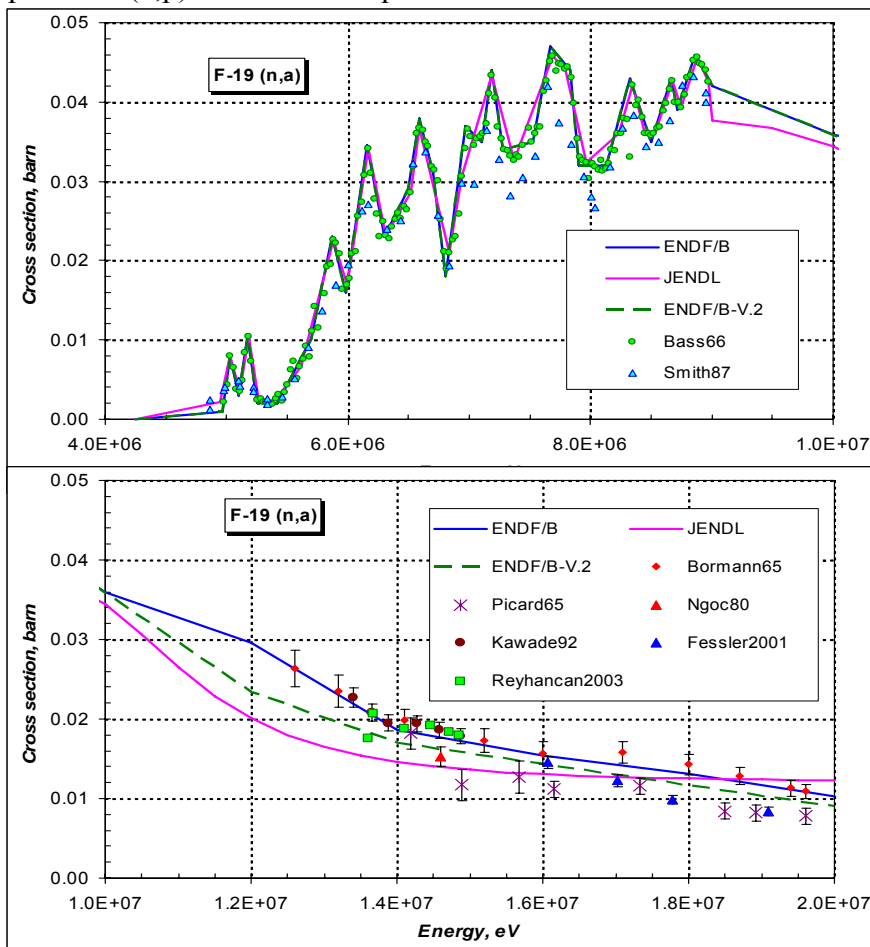 (n,p)
0.05
F-19 (n,a)
0.04
0.03
0.02
0.01
0.00
Cross section, barn
ENDF/B
JENDL
ENDF/B-V.2
Bass66
Smith87
4.0E+06 6.0E+06 8.0E+06 1.0E+07
0.05
F-19 (n,a)
0.04
0.03
0.02
0.01
0.00
Cross section, barn
ENDF/B JENDL
ENDF/B-V.2 Bormann65
Picard65 Ngoc80
Kawade92 Fessler2001
Reyhancan2003
1.0E+07 1.2E+07 1.4E+07 1.6E+07 1.8E+07 2.0E+07
Energy, eV